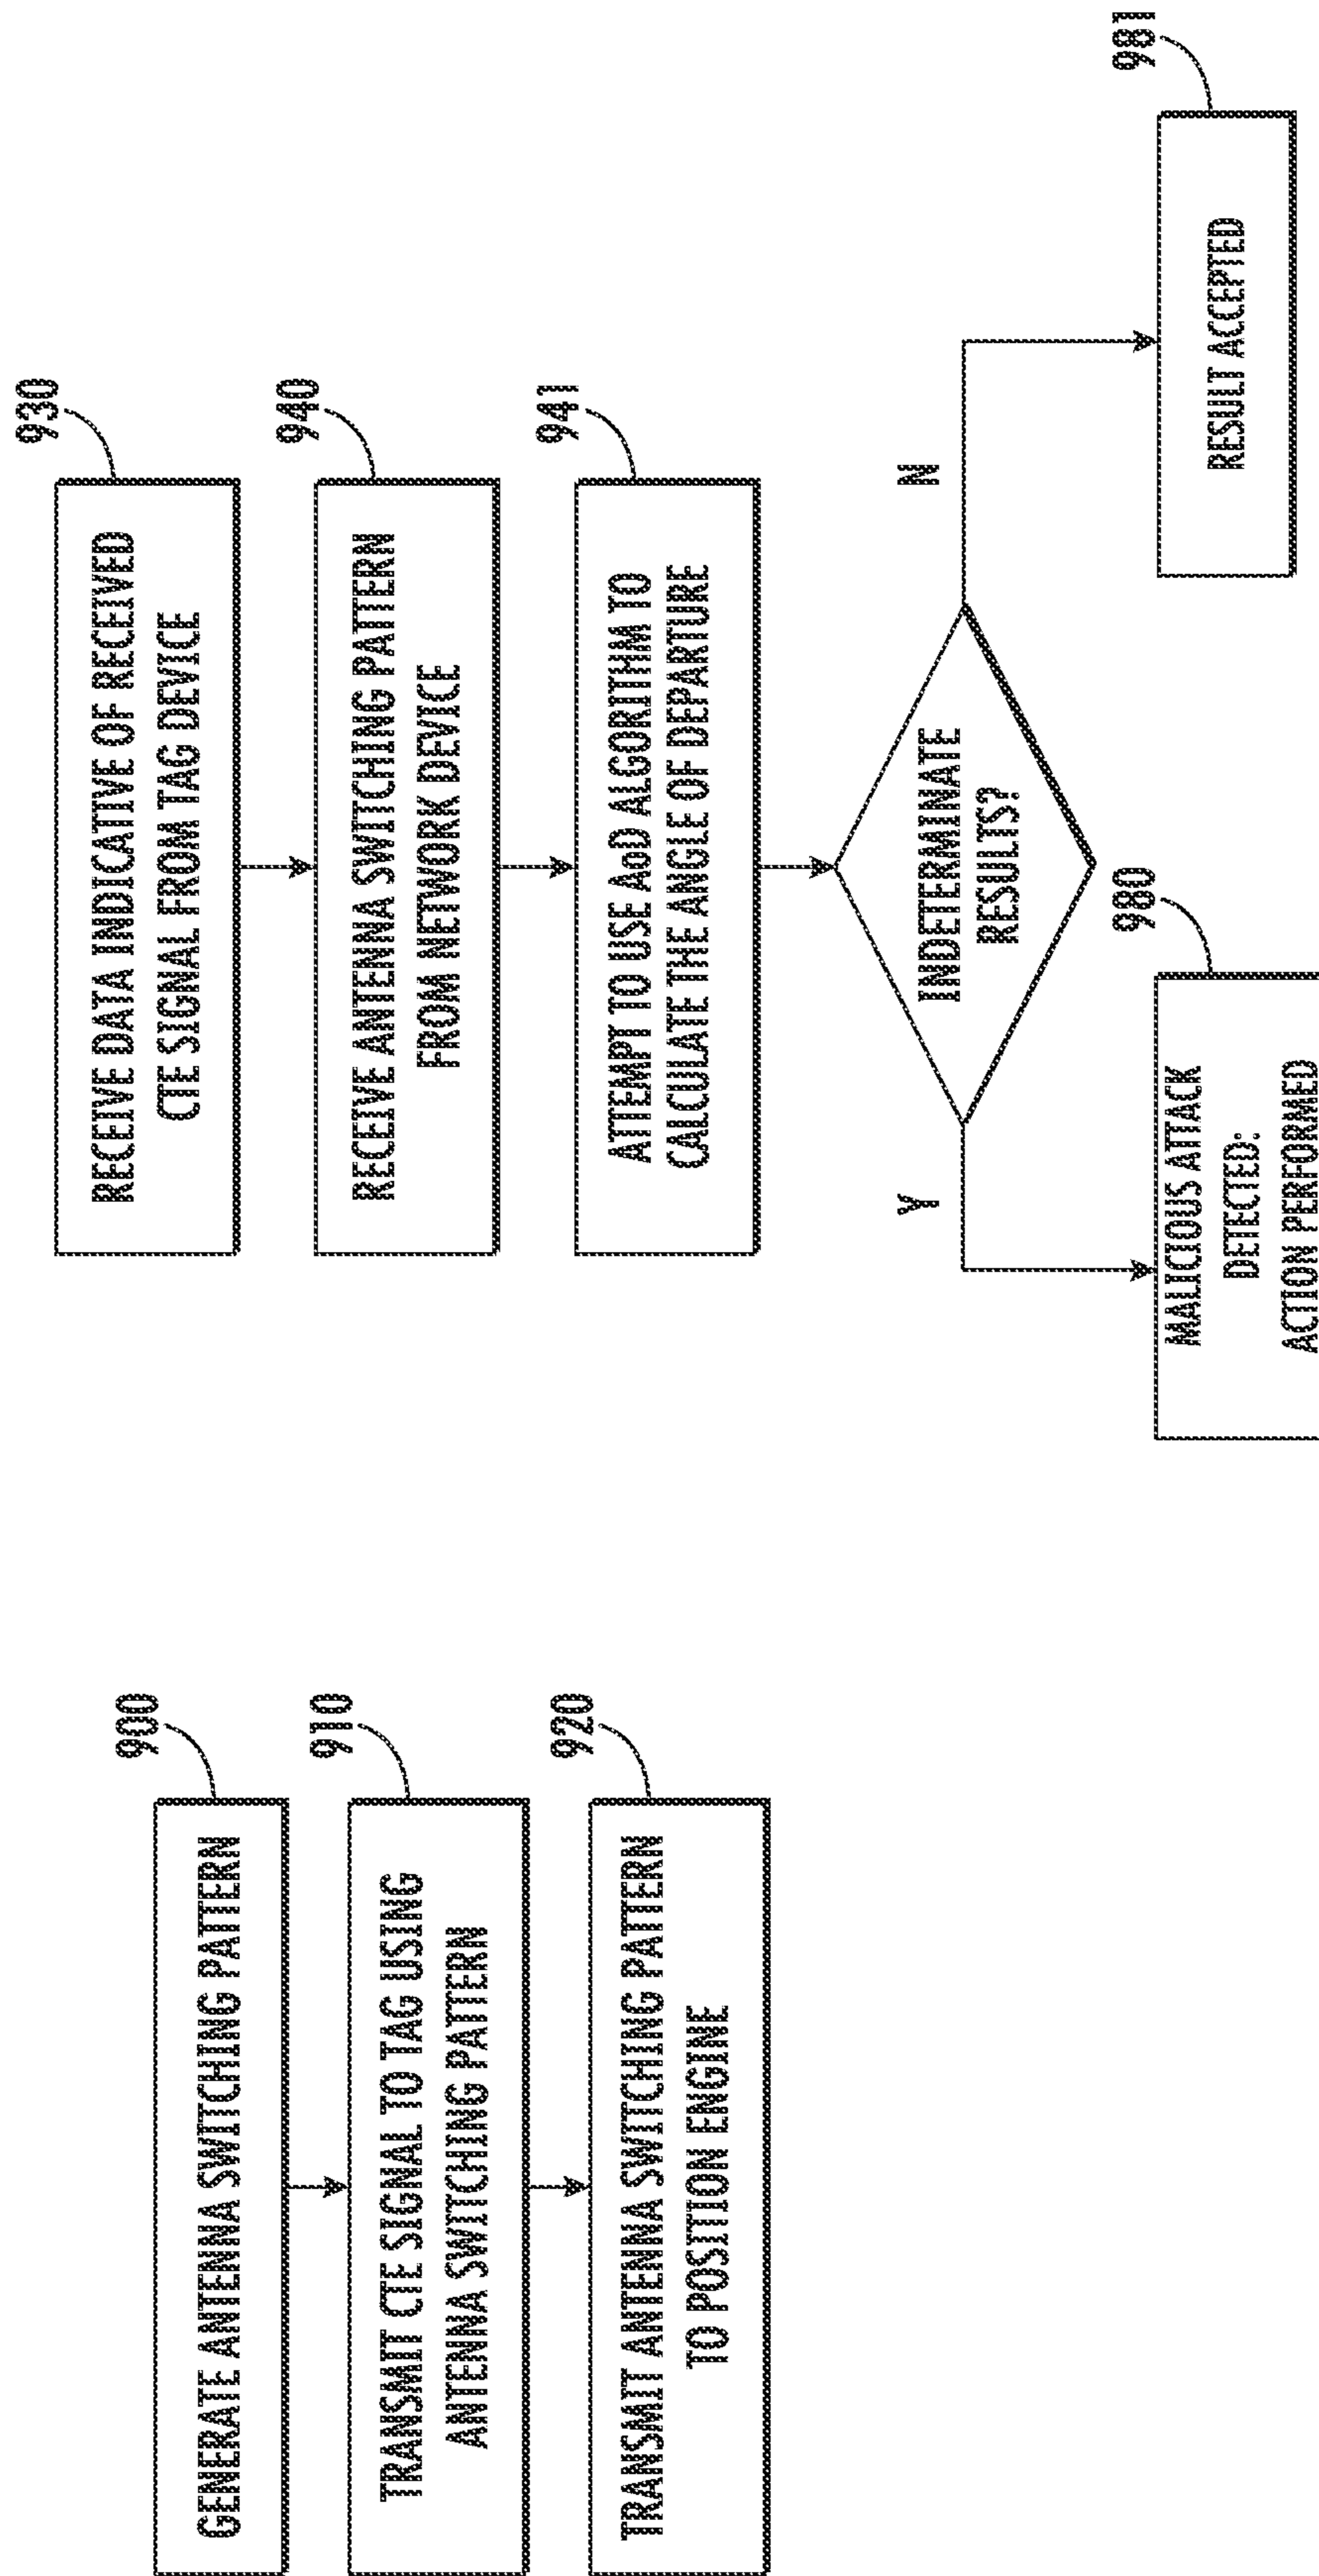 900
GENERATE ANTENNA SWITCHING PATTERN
910
TRANSMIT CTE SIGNAL TO TAG USING
ANTENNA SWITCHING PATTERN
920
TRANSMIT ANTENNA SWITCHING PATTERN
TO POSITION ENGINE
930
RECEIVE DATA INDICATIVE OF RECEIVED
CTE SIGNAL FROM TAG DEVICE
940
RECEIVE ANTENNA SWITCHING PATTERN
FROM NETWORK DEVICE
941
ATTEMPT TO USE AoD ALGORITHM TO
CALCULATE THE ANGLE OF DEPARTURE
INDETERMINATE
RESULTS?
Y
N
980
MALICIOUS ATTACK
DETECTED:
ACTION PERFORMED
981
RESULT ACCEPTED